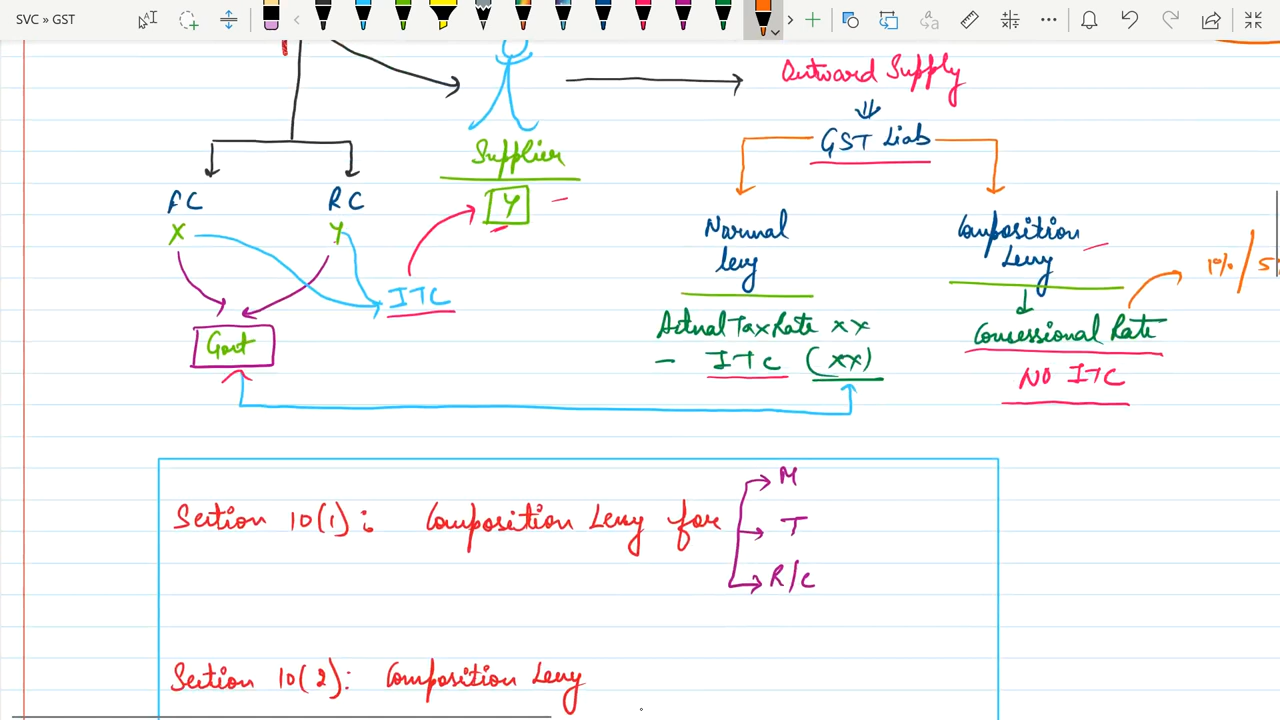 SVC » GST
Outward Supply
GST Liab
Supplier
Y
FC
RC
X
Y
ITC
Govt
Normal
levy
Composition
Levy
1% / 5
Actual Tax Rate xx
- ITC (xx)
Consessional Rate
NO ITC
Section 10(1): Composition Levy for
M
T
R/C
Section 10(2): Composition Levy